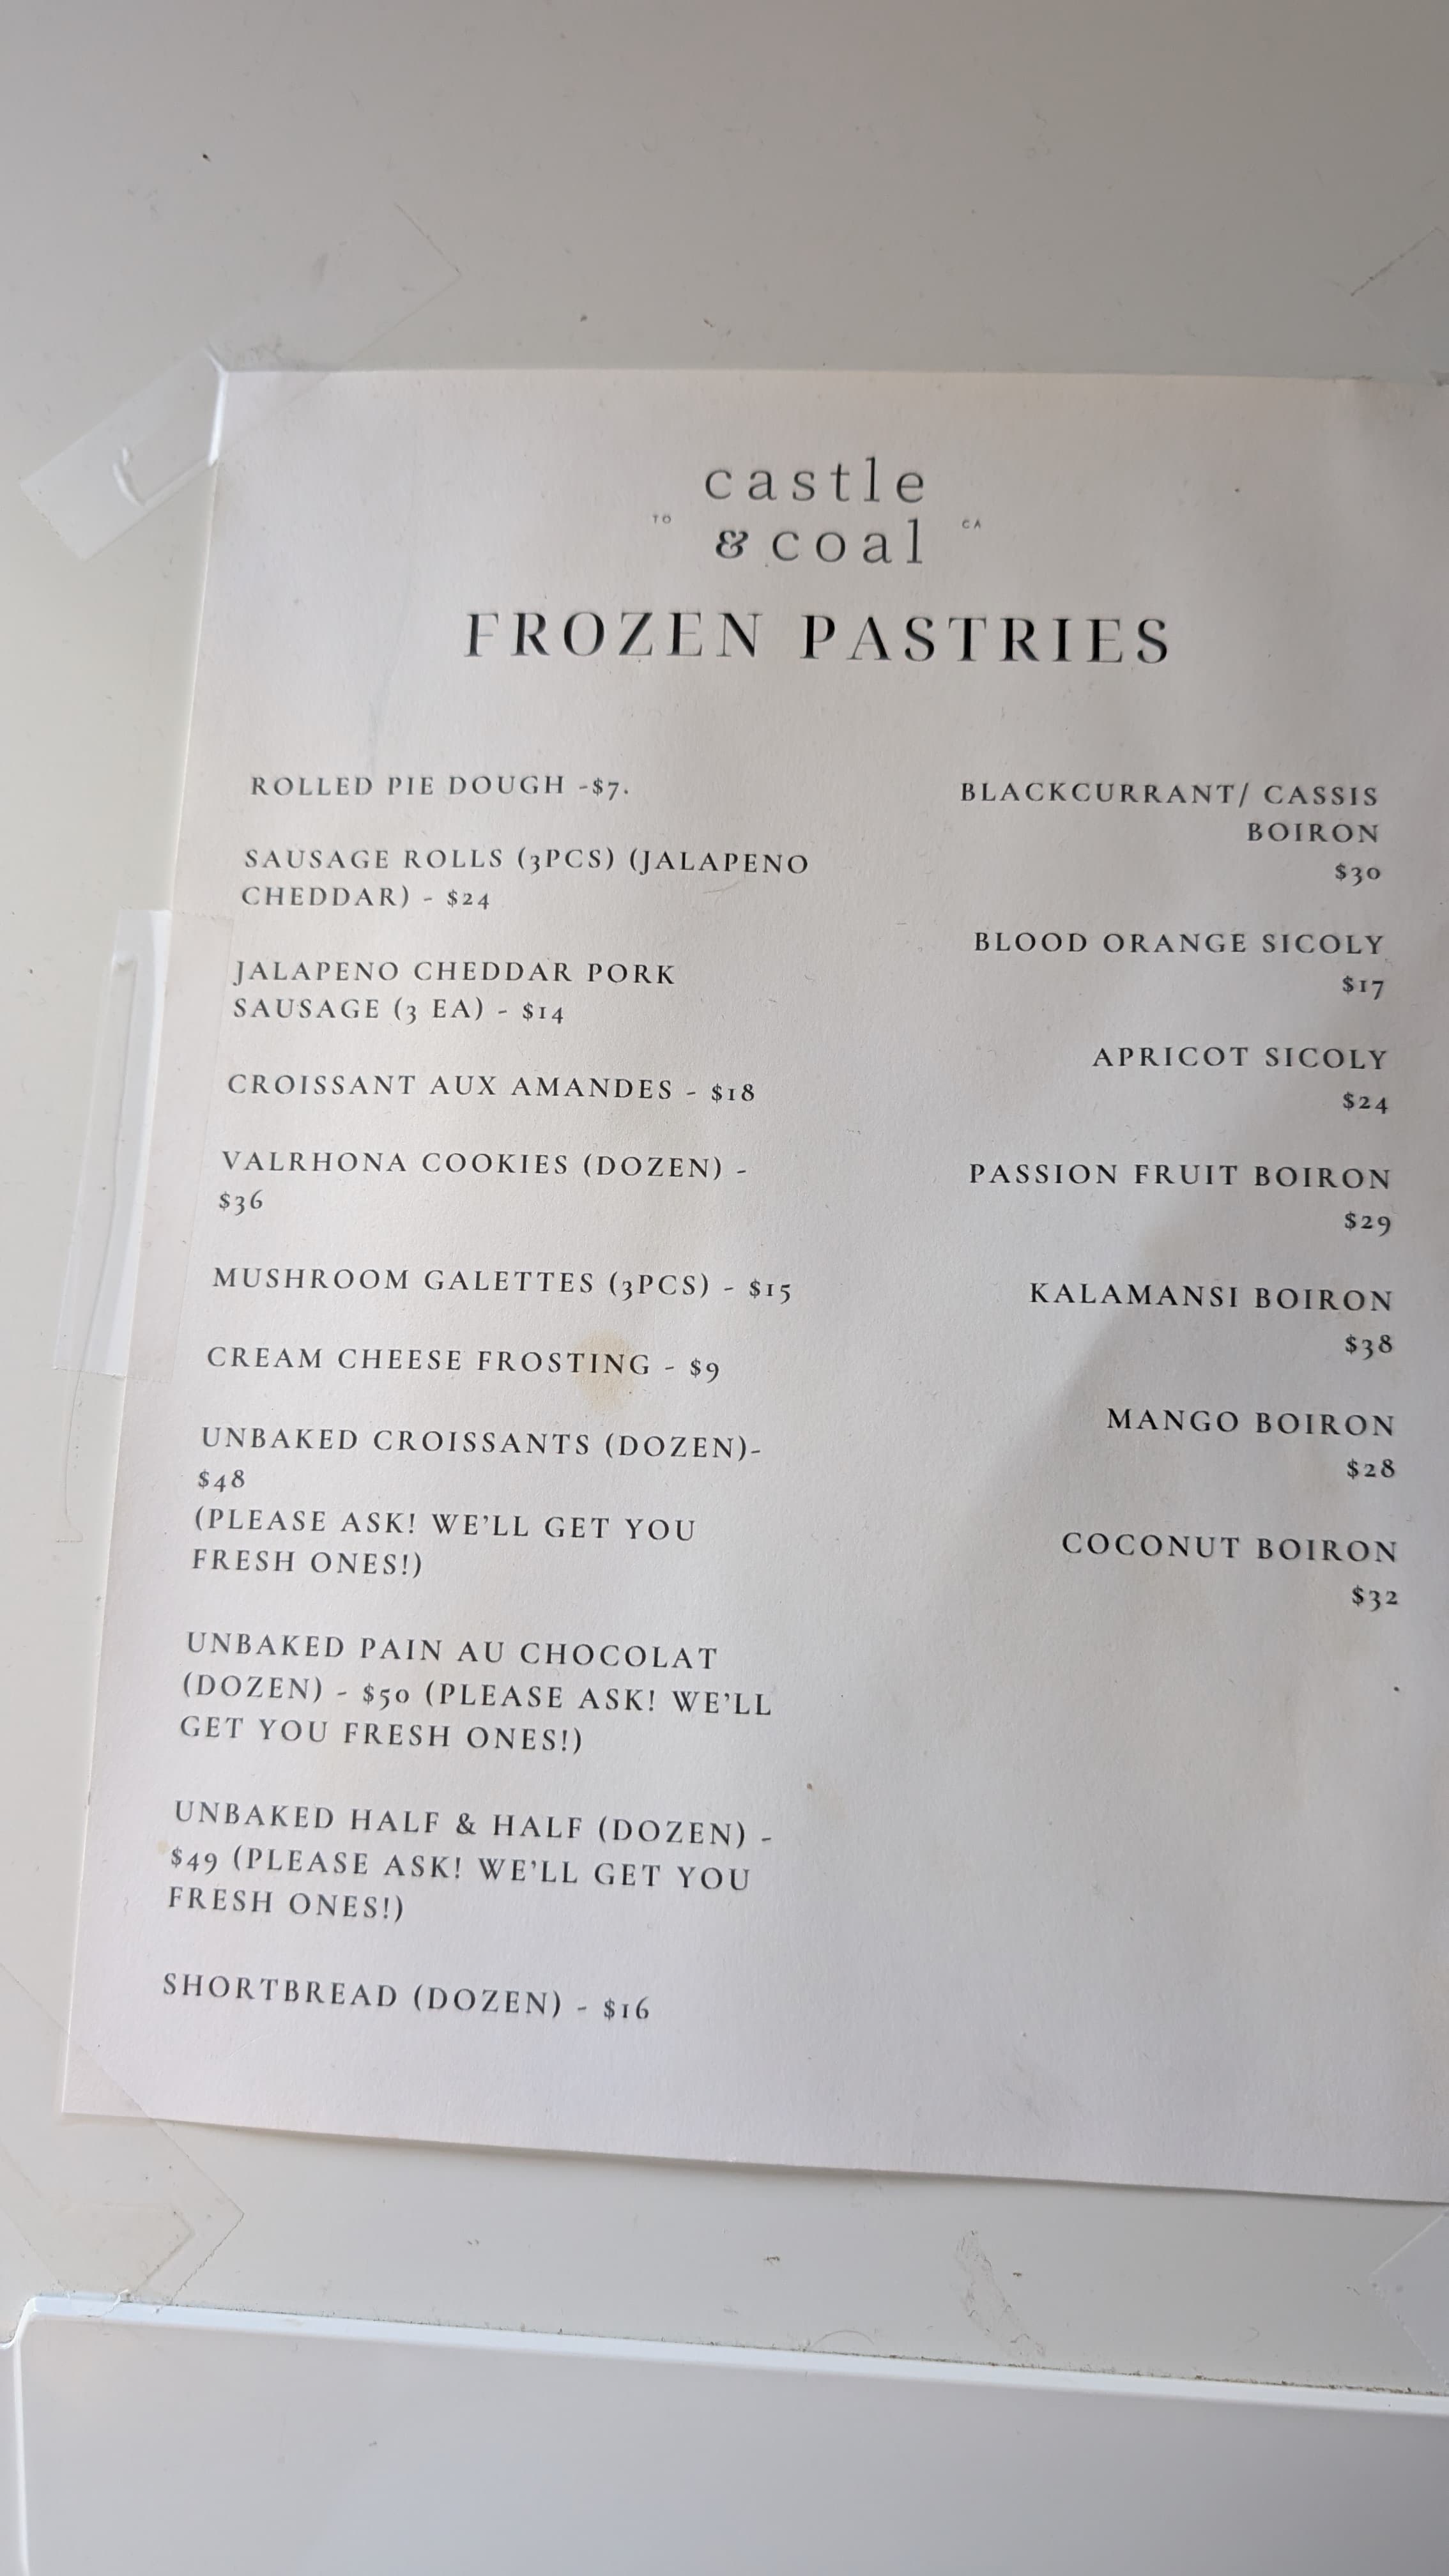 castle
TO & coal CA
FROZEN PASTRIES
ROLLED PIE DOUGH -$7.
SAUSAGE ROLLS (3PCS) (JALAPENO
CHEDDAR) - $24
JALAPENO CHEDDAR PORK
SAUSAGE (3 EA) - $14
CROISSANT AUX AMANDES - $18
VALRHONA COOKIES (DOZEN) -
$36
MUSHROOM GALETTES (3PCS) - $15
CREAM CHEESE FROSTING - $9
UNBAKED CROISSANTS (DOZEN)-
$48
(PLEASE ASK! WE'LL GET YOU
FRESH ONES!)
UNBAKED PAIN AU CHOCOLAT
(DOZEN) - $50 (PLEASE ASK! WE'LL
GET YOU FRESH ONES!)
UNBAKED HALF & HALF (DOZEN) -
$49 (PLEASE ASK! WE'LL GET YOU
FRESH ONES!)
SHORTBREAD (DOZEN) - $16
BLACKCURRANT/ CASSIS
BOIRON
$30
BLOOD ORANGE SICOLY
$17
APRICOT SICOLY
$24
PASSION FRUIT BOIRON
$29
KALAMANSI BOIRON
$38
MANGO BOIRON
$28
COCONUT BOIRON
$32